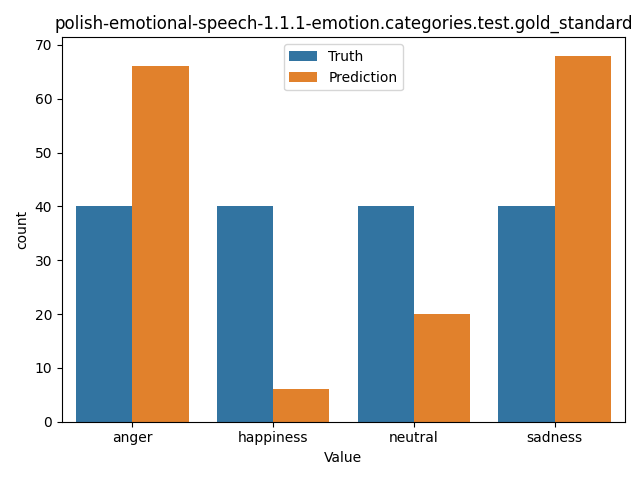 polish-emotional-speech-1.1.1-emotion.categories.test.gold_standard
Truth
Prediction
count
70
60
50
40
30
20
10
0
anger happiness neutral sadness
Value